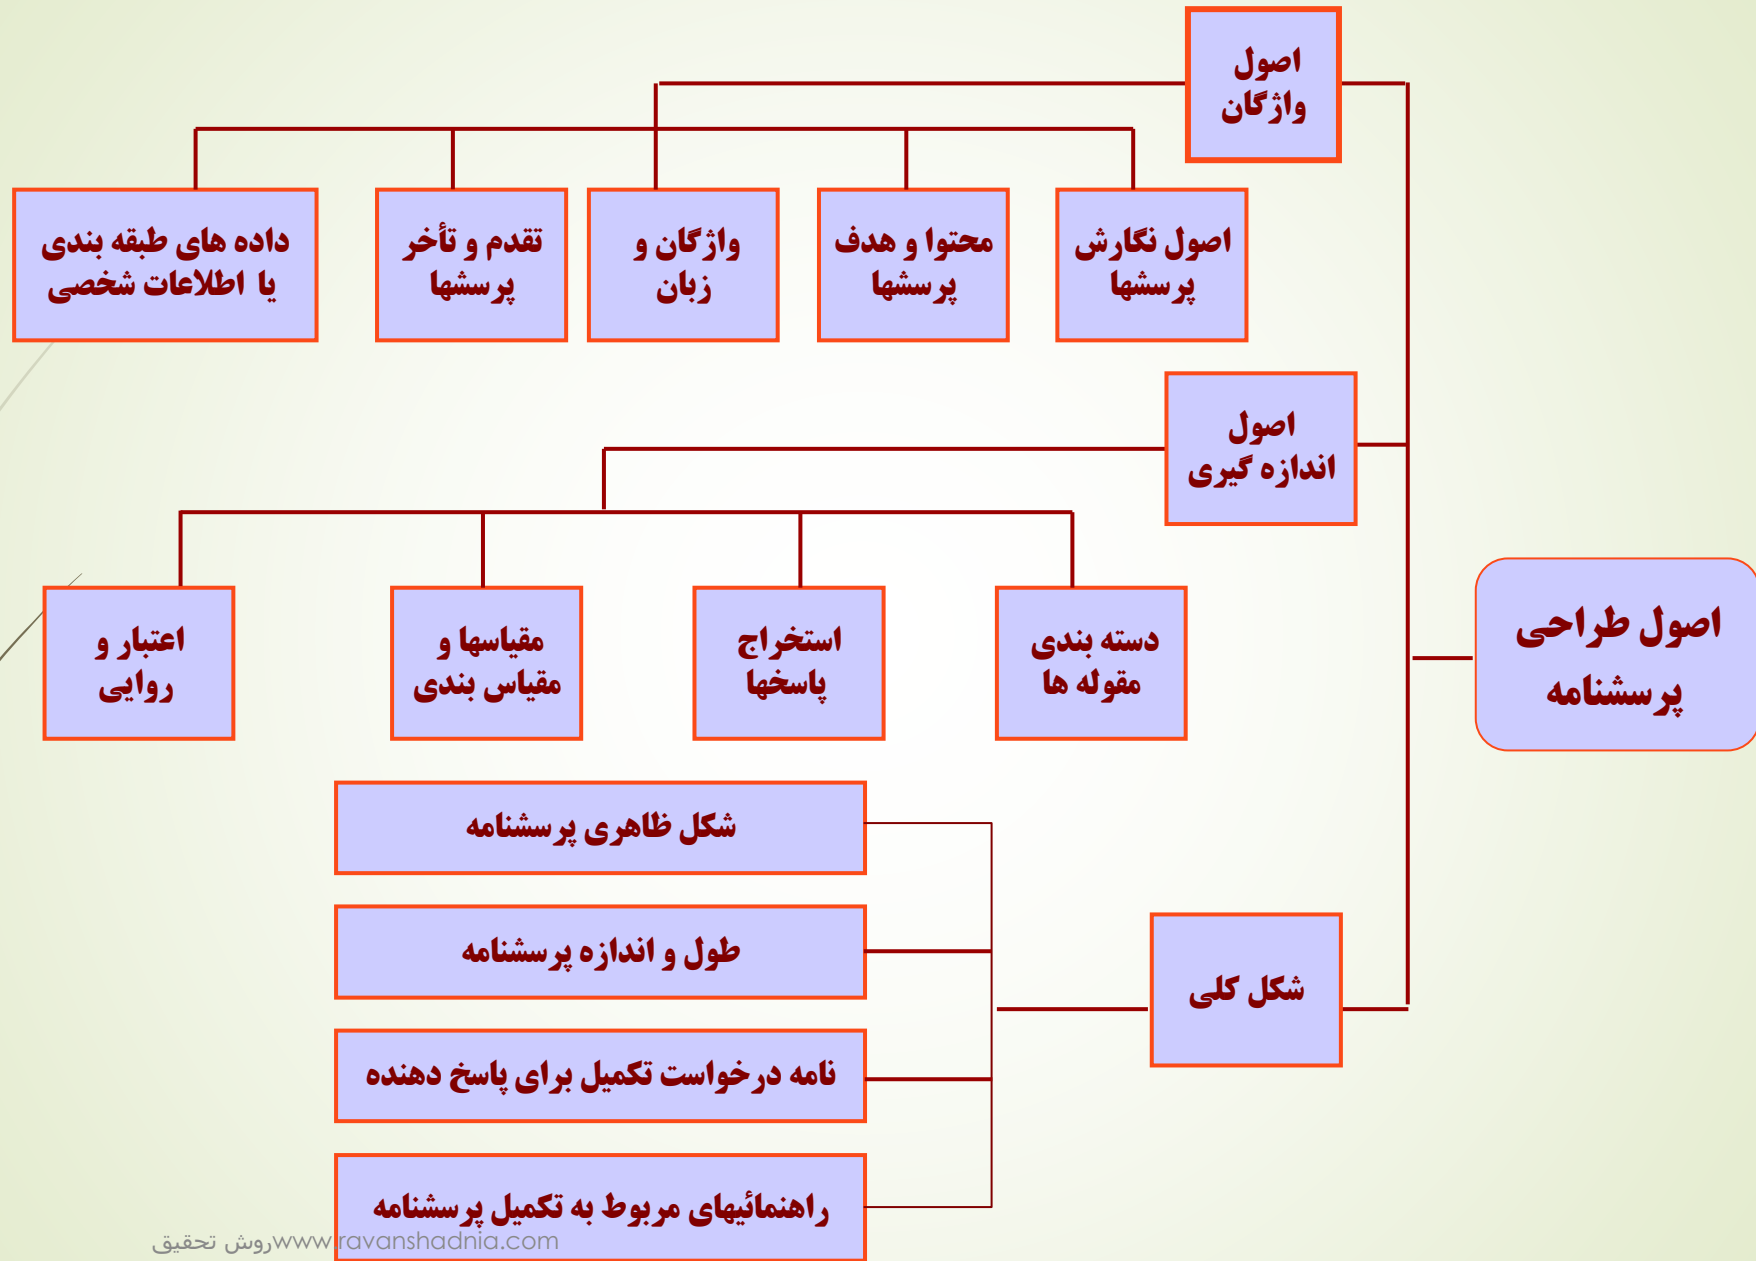 اصول طراحی
پرسشنامه
اصول
واژگان
اصول نگارش
پرسشها
محتوا و هدف
پرسشها
واژگان و
زبان
تقدم و تأخر
پرسشها
داده های طبقه بندی
یا اطلاعات شخصی
اصول
اندازه گیری
دسته بندی
مقوله ها
استخراج
پاسخها
مقیاسها و
مقیاس بندی
اعتبار و
روایی
شکل کلی
شکل ظاهری پرسشنامه
طول و اندازه پرسشنامه
نامه درخواست تکمیل برای پاسخ دهنده
راهنمائیهای مربوط به تکمیل پرسشنامه
روش تحقیق www.ravanshadnia.com